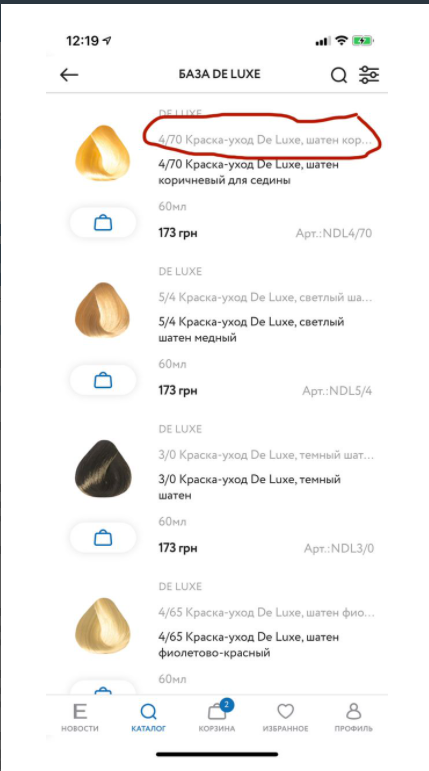 12:19
БАЗА DE LUXE
DE LUXE
4/70 Краска-уход De Luxe, шатен кор...
4/70 Краска-уход De Luxe, шатен
коричневый для седины
60мл
173 грн Арт.:NDL4/70
DE LUXE
5/4 Краска-уход De Luxe, светлый ша...
5/4 Краска-уход De Luxe, светлый
шатен медный
60мл
173 грн Арт.:NDL5/4
DE LUXE
3/0 Краска-уход De Luxe, темный шат...
3/0 Краска-уход De Luxe, темный
шатен
60мл
173 грн Арт.:NDL3/0
DE LUXE
4/65 Краска-уход De Luxe, шатен фио...
4/65 Краска-уход De Luxe, шатен
фиолетово-красный
60мл
E 2
НОВОСТИ КАТАЛОГ КОРЗИНА ИЗБРАННОЕ ПРОФИЛЬ